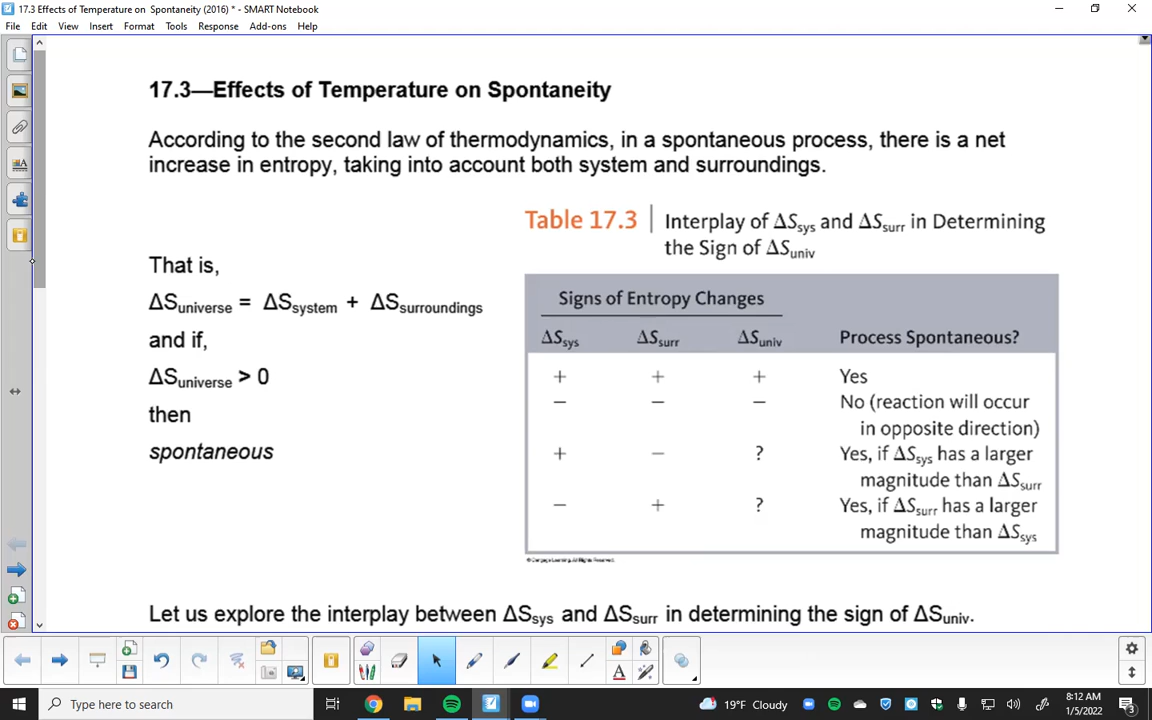 17.3 Effects of Temperature on Spontaneity (2016) * - SMART Notebook
File Edit View Insert Format Tools Response Add-ons Help
17.3—Effects of Temperature on Spontaneity
According to the second law of thermodynamics, in a spontaneous process, there is a net
increase in entropy, taking into account both system and surroundings.
That is,
ΔSuniverse = ΔSsystem + ΔSsurroundings
and if,
ΔSuniverse > 0
then
spontaneous
Table 17.3 | Interplay of ΔSsys and ΔSsurr in Determining
the Sign of ΔSuniv
Signs of Entropy Changes
ΔSsys ΔSsurr ΔSuniv Process Spontaneous?
+ + + Yes
− − − No (reaction will occur
in opposite direction)
+ − ? Yes, if ΔSsys has a larger
magnitude than ΔSsurr
− + ? Yes, if ΔSsurr has a larger
magnitude than ΔSsys
© Cengage Learning. All Rights Reserved.
Let us explore the interplay between ΔSsys and ΔSsurr in determining the sign of ΔSuniv.
Type here to search
19°F Cloudy
8:12 AM
1/5/2022
3